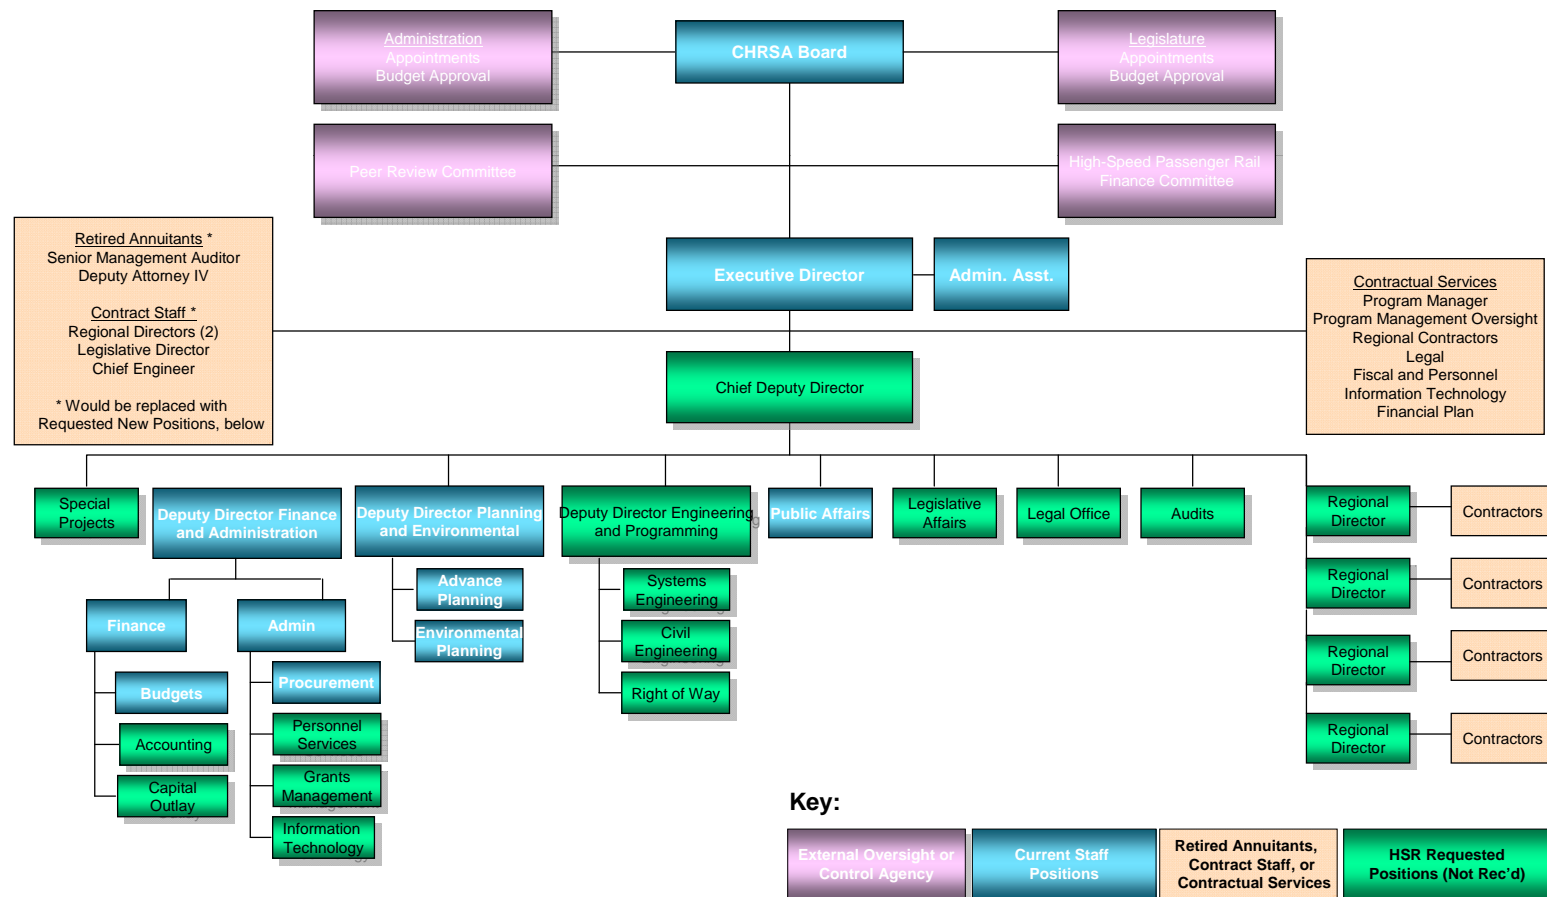 Administration
Appointments
Budget Approval
CHRSA Board
Legislature
Appointments
Budget Approval
Peer Review Committee
High-Speed Passenger Rail
Finance Committee
Retired Annuitants *
Senior Management Auditor
Deputy Attorney IV
Contract Staff *
Regional Directors (2)
Legislative Director
Chief Engineer
* Would be replaced with
Requested New Positions, below
Executive Director
Admin. Asst.
Contractual Services
Program Manager
Program Management Oversight
Regional Contractors
Legal
Fiscal and Personnel
Information Technology
Financial Plan
Chief Deputy Director
Special
Projects
Deputy Director Finance
and Administration
Deputy Director Planning
and Environmental
Deputy Director Engineering
and Programming
Public Affairs
Legislative
Affairs
Legal Office
Audits
Regional
Director
Contractors
Advance
Planning
Environmental
Planning
Systems
Engineering
Civil
Engineering
Right of Way
Regional
Director
Contractors
Finance
Admin
Budgets
Accounting
Capital
Outlay
Procurement
Personnel
Services
Grants
Management
Information
Technology
Regional
Director
Contractors
Regional
Director
Contractors
Key:
External Oversight or
Control Agency
Current Staff
Positions
Retired Annuitants,
Contract Staff, or
Contractual Services
HSR Requested
Positions (Not Rec'd)